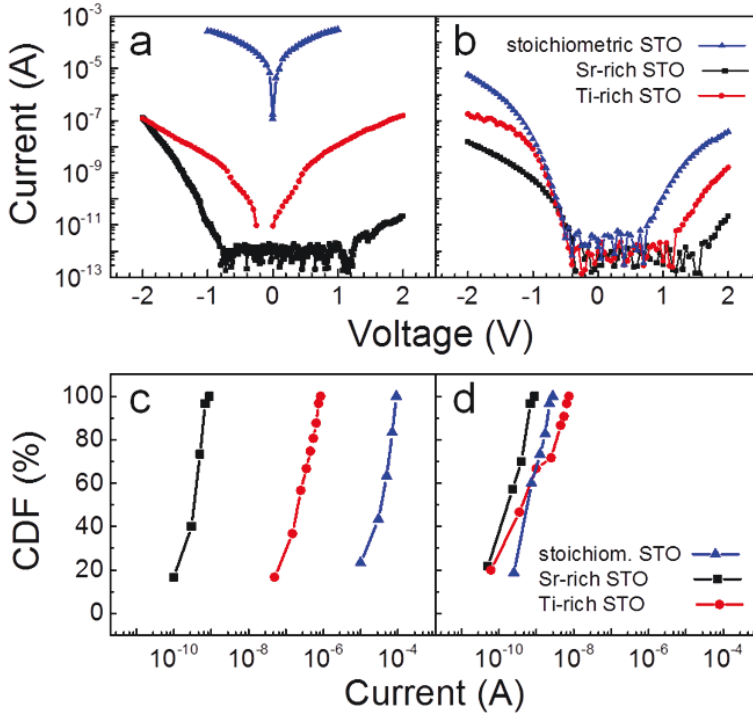 a
b
stoichiometric STO
Sr-rich STO
Ti-rich STO
Current (A)
10⁻³
10⁻⁵
10⁻⁷
10⁻⁹
10⁻¹¹
10⁻¹³
-2 -1 0 1 2 -2 -1 0 1 2
Voltage (V)
c
d
CDF (%)
100
80
60
40
20
0
stoichiom. STO
Sr-rich STO
Ti-rich STO
10⁻¹⁰ 10⁻⁸ 10⁻⁶ 10⁻⁴ 10⁻¹⁰ 10⁻⁸ 10⁻⁶ 10⁻⁴
Current (A)